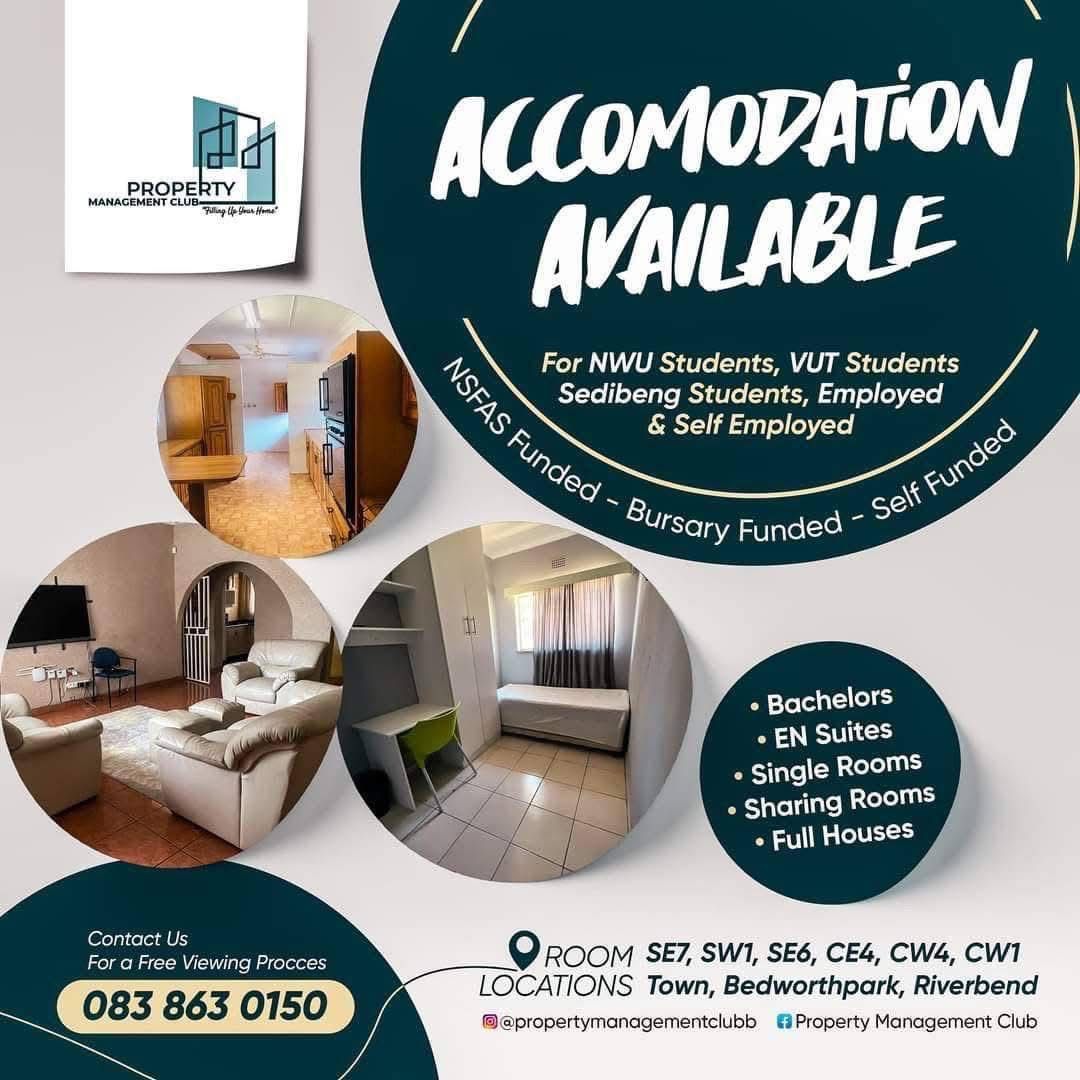 PROPERTY
MANAGEMENT CLUB
"Filling Up Your Home"
ACCOMODATiON
AVAILABLE
For NWU Students, VUT Students
Sedibeng Students, Employed
& Self Employed
NSFAS Funded - Bursary Funded - Self Funded
• Bachelors
• EN Suites
• Single Rooms
• Sharing Rooms
• Full Houses
Contact Us
For a Free Viewing Procces
083 863 0150
ROOM LOCATIONS
SE7, SW1, SE6, CE4, CW4, CW1
Town, Bedworthpark, Riverbend
@propertymanagementclubb
Property Management Club